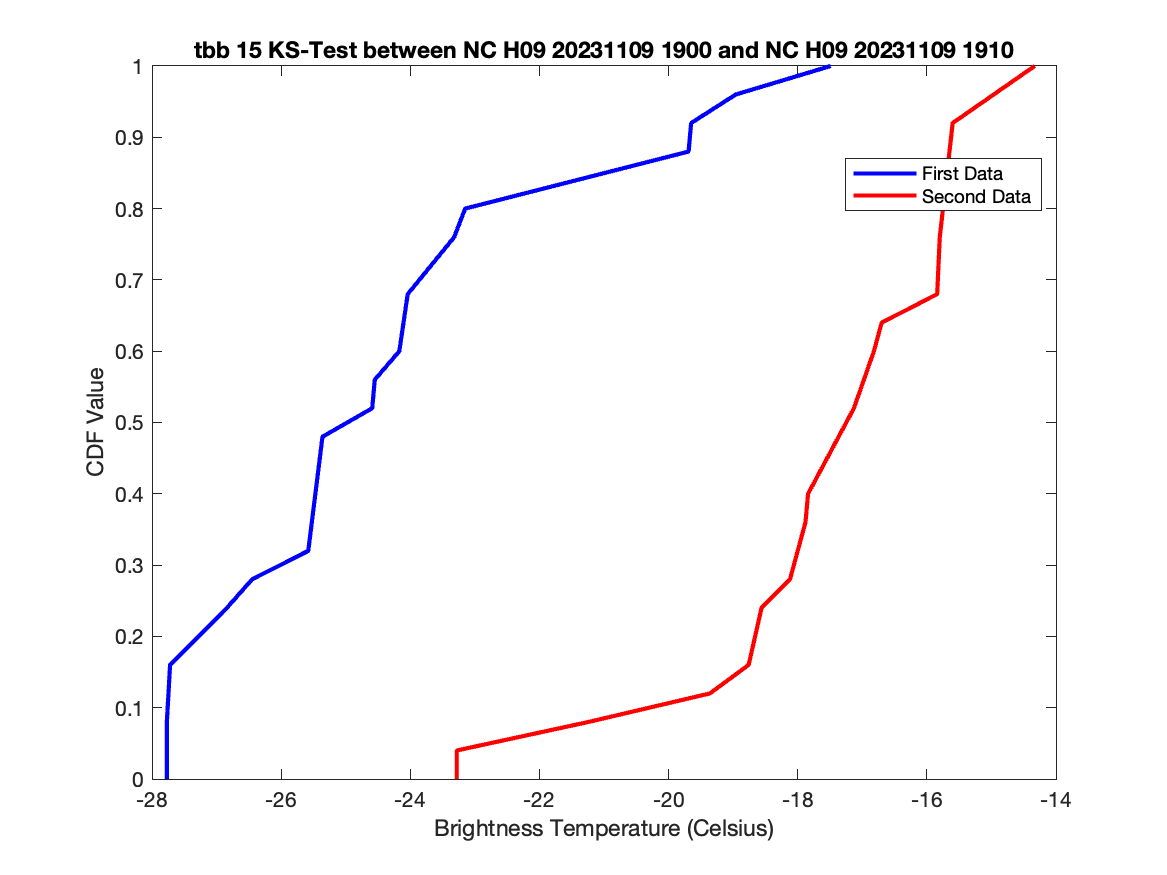 tbb 15 KS-Test between NC H09 20231109 1900 and NC H09 20231109 1910
1
0.9
0.8
0.7
0.6
0.5
0.4
0.3
0.2
0.1
0
CDF Value
First Data
Second Data
-28 -26 -24 -22 -20 -18 -16 -14
Brightness Temperature (Celsius)